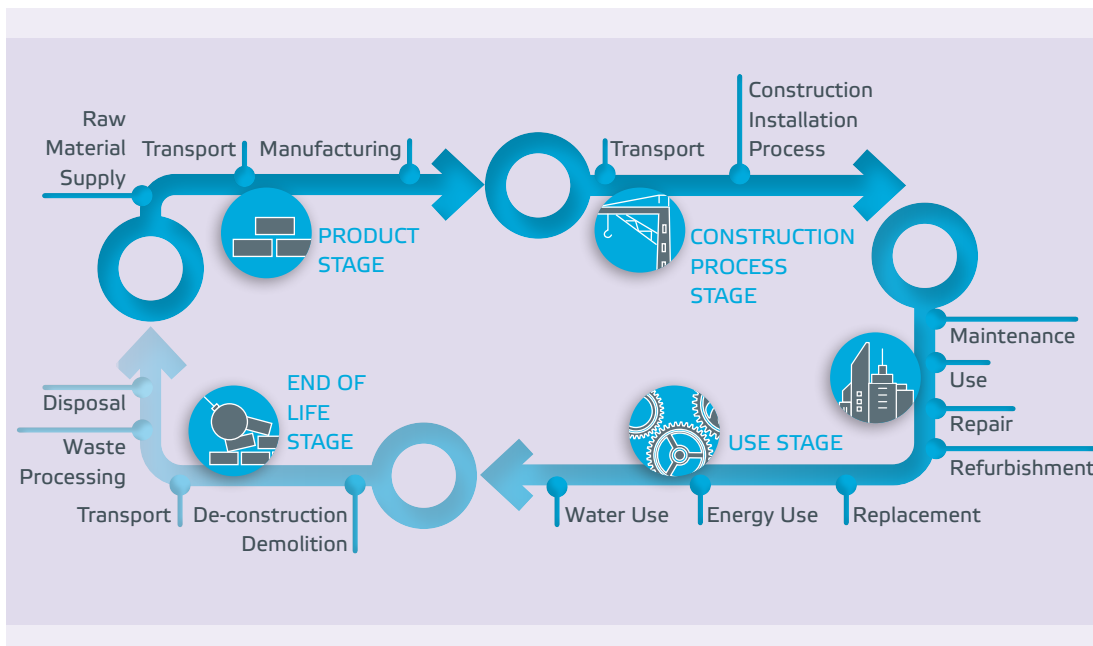 Raw
Material
Supply
Transport
Manufacturing
PRODUCT
STAGE
Transport
Construction
Installation
Process
CONSTRUCTION
PROCESS
STAGE
Maintenance
Use
Repair
Refurbishment
Replacement
Energy Use
Water Use
USE STAGE
De-construction
Demolition
Transport
Waste
Processing
Disposal
END OF
LIFE
STAGE